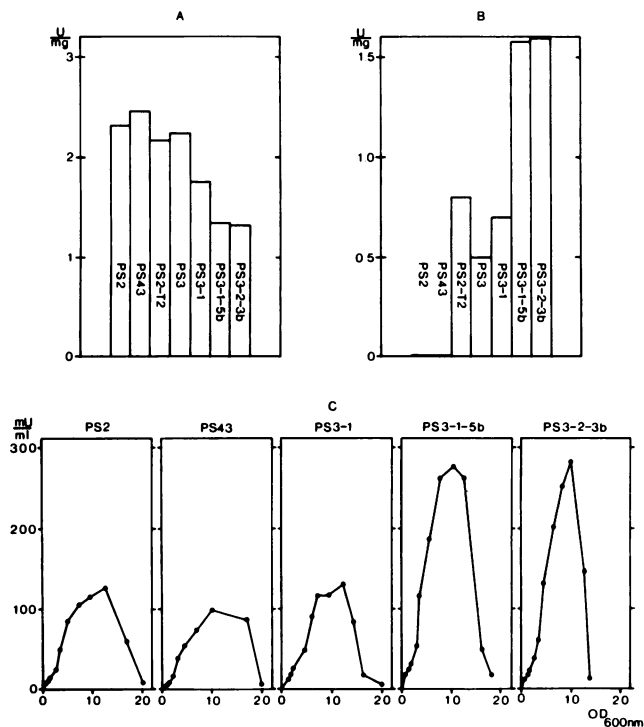 A
B
U/mg
3
2
1
0
PS2
PS43
PS2-T2
PS3
PS3-1
PS3-1-5b
PS3-2-3b
U/mg
1.5
1.0
0.5
0
PS2
PS43
PS2-T2
PS3
PS3-1
PS3-1-5b
PS3-2-3b
C
mU/ml
PS2
PS43
PS3-1
PS3-1-5b
PS3-2-3b
300
200
100
0
0 10 20
0 10 20
0 10 20
0 10 20
0 10 20
OD600nm